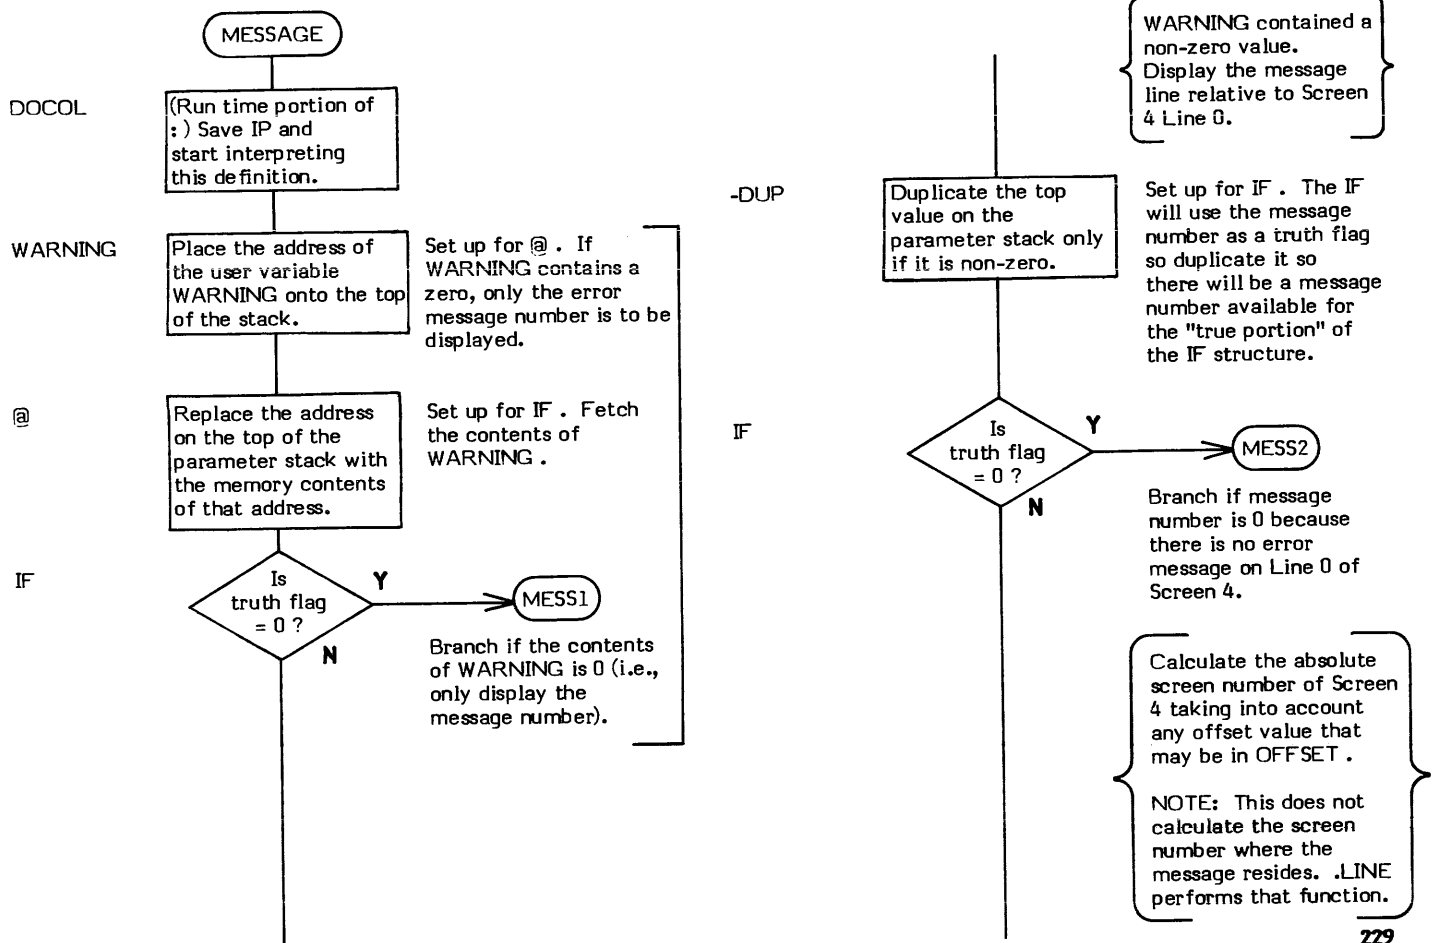 MESSAGE
DOCOL
(Run time portion of
: ) Save IP and
start interpreting
this definition.
WARNING
Place the address of
the user variable
WARNING onto the top
of the stack.
Set up for @ . If
WARNING contains a
zero, only the error
message number is to be
displayed.
@
Replace the address
on the top of the
parameter stack with
the memory contents
of that address.
Set up for IF . Fetch
the contents of
WARNING .
IF
Is
truth flag
= 0 ?
Y
N
MESS1
Branch if the contents
of WARNING is 0 (i.e.,
only display the
message number).
WARNING contained a
non-zero value.
Display the message
line relative to Screen
4 Line 0.
-DUP
Duplicate the top
value on the
parameter stack only
if it is non-zero.
Set up for IF . The IF
will use the message
number as a truth flag
so duplicate it so
there will be a message
number available for
the "true portion" of
the IF structure.
IF
Is
truth flag
= 0 ?
Y
N
MESS2
Branch if message
number is 0 because
there is no error
message on Line 0 of
Screen 4.
Calculate the absolute
screen number of Screen
4 taking into account
any offset value that
may be in OFFSET .
NOTE: This does not
calculate the screen
number where the
message resides. .LINE
performs that function.
229